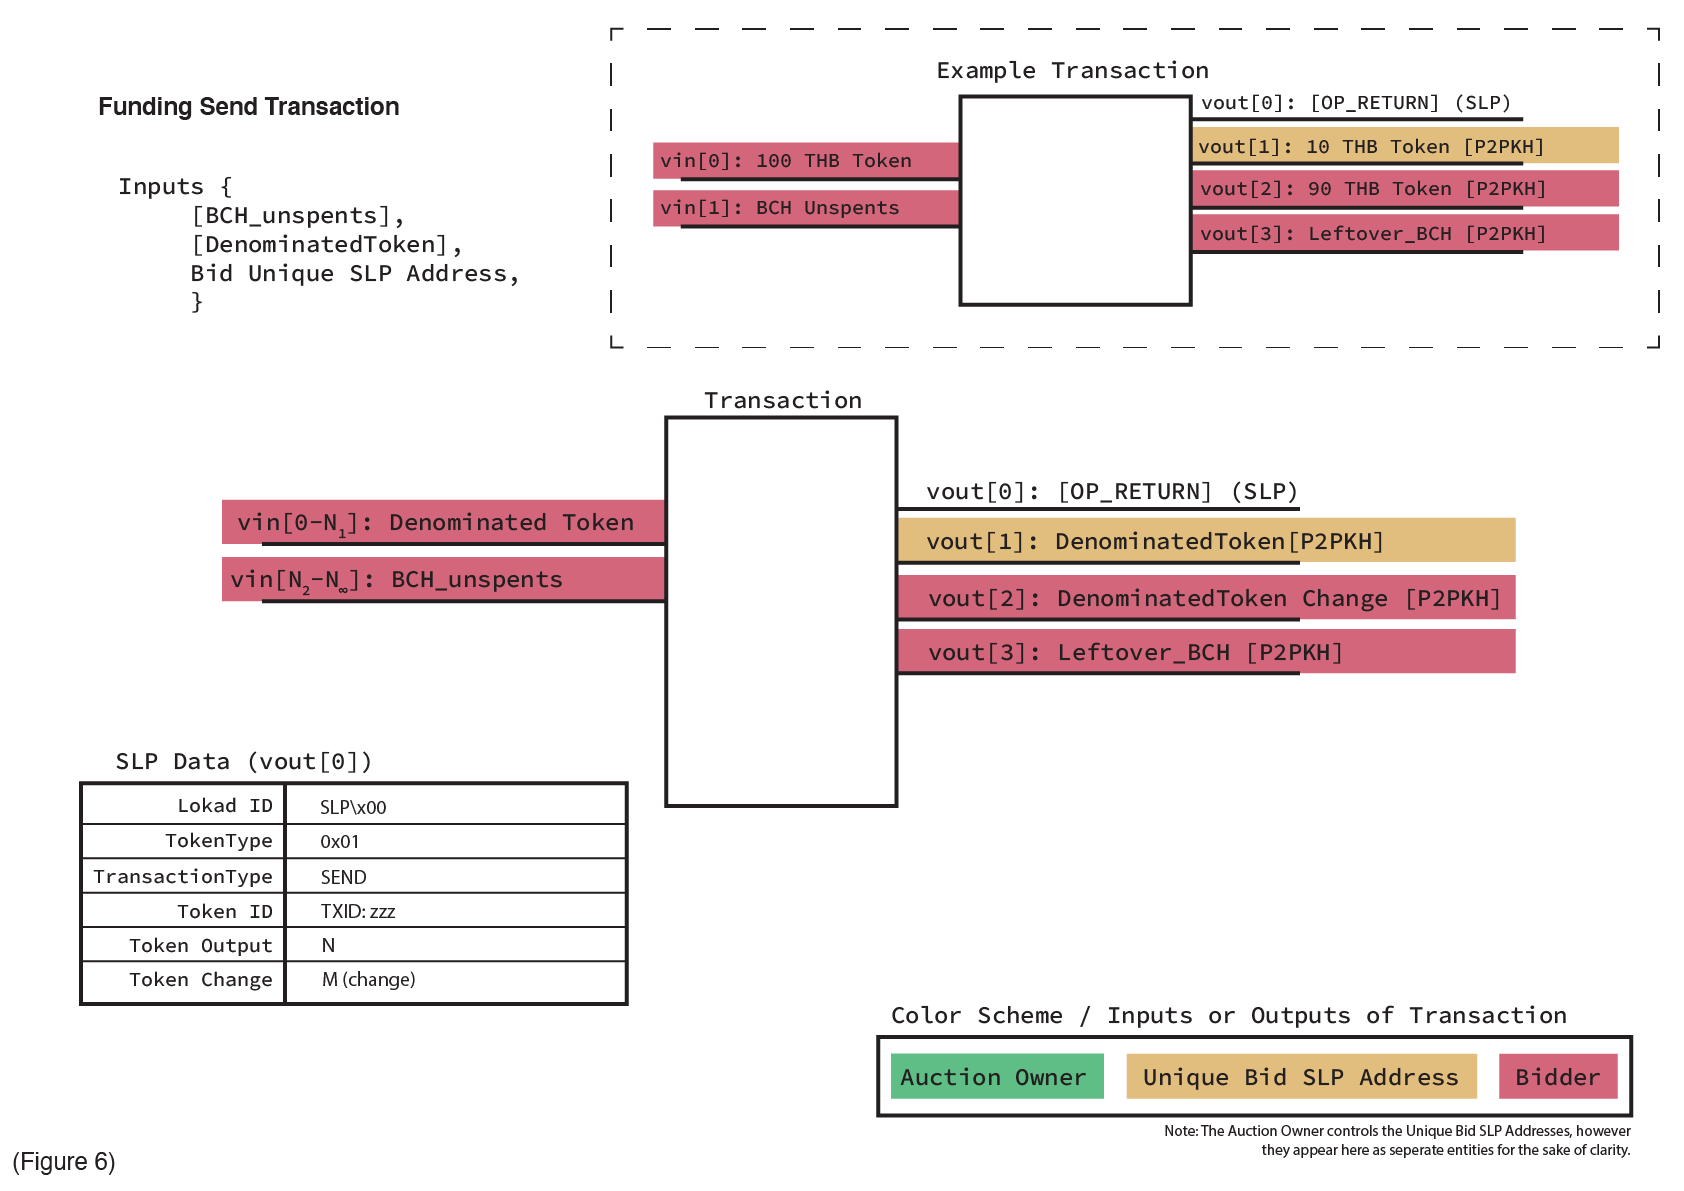 Funding Send Transaction
Inputs {
[BCH_unspents],
[DenominatedToken],
Bid Unique SLP Address,
}
Example Transaction
vin[0]: 100 THB Token
vin[1]: BCH Unspents
vout[0]: [OP_RETURN] (SLP)
vout[1]: 10 THB Token [P2PKH]
vout[2]: 90 THB Token [P2PKH]
vout[3]: Leftover_BCH [P2PKH]
Transaction
vin[0-N₁]: Denominated Token
vin[N₂-N∞]: BCH_unspents
vout[0]: [OP_RETURN] (SLP)
vout[1]: DenominatedToken[P2PKH]
vout[2]: DenominatedToken Change [P2PKH]
vout[3]: Leftover_BCH [P2PKH]
SLP Data (vout[0])
Lokad ID SLP\x00
TokenType 0x01
TransactionType SEND
Token ID TXID: zzz
Token Output N
Token Change M (change)
Color Scheme / Inputs or Outputs of Transaction
Auction Owner Unique Bid SLP Address Bidder
Note: The Auction Owner controls the Unique Bid SLP Addresses, however
they appear here as seperate entities for the sake of clarity.
(Figure 6)